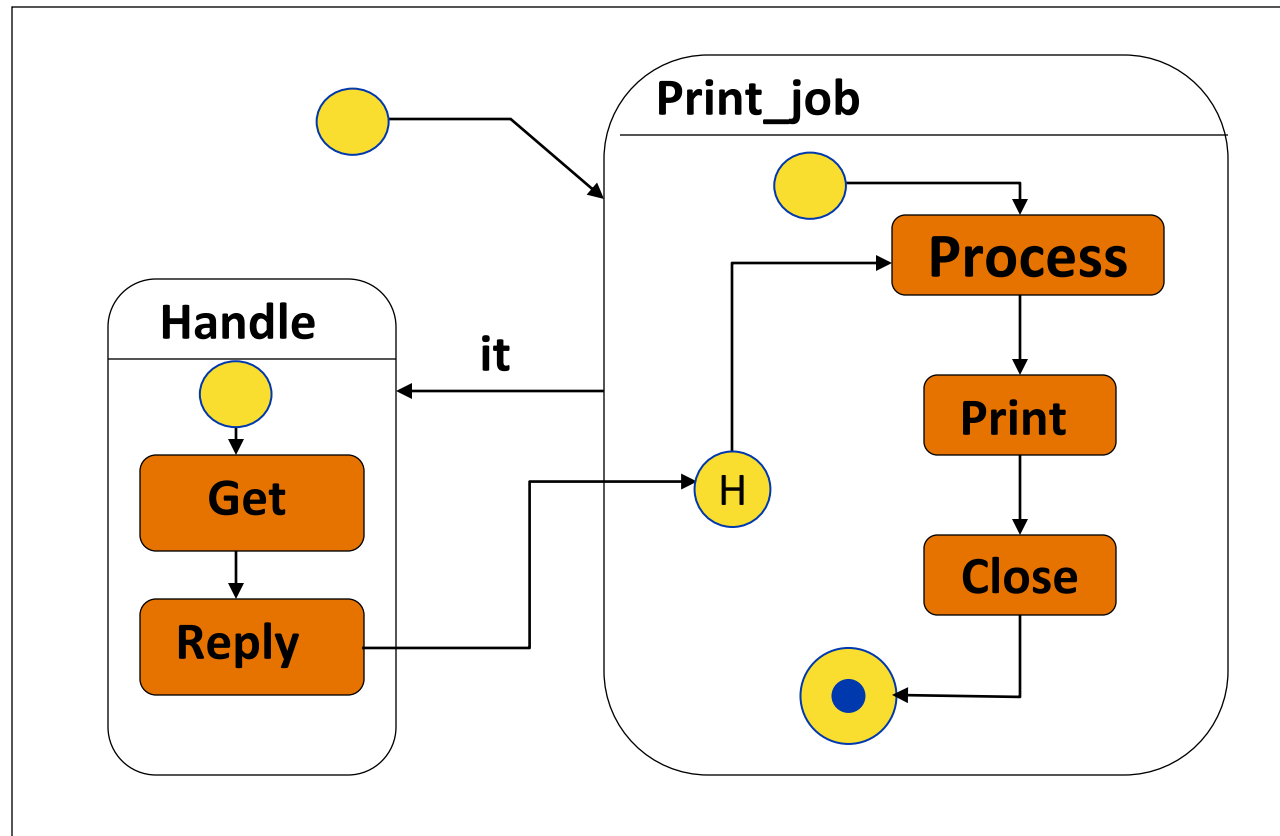 Print_job
Process
Handle
it
Print
H
Get
Close
Reply